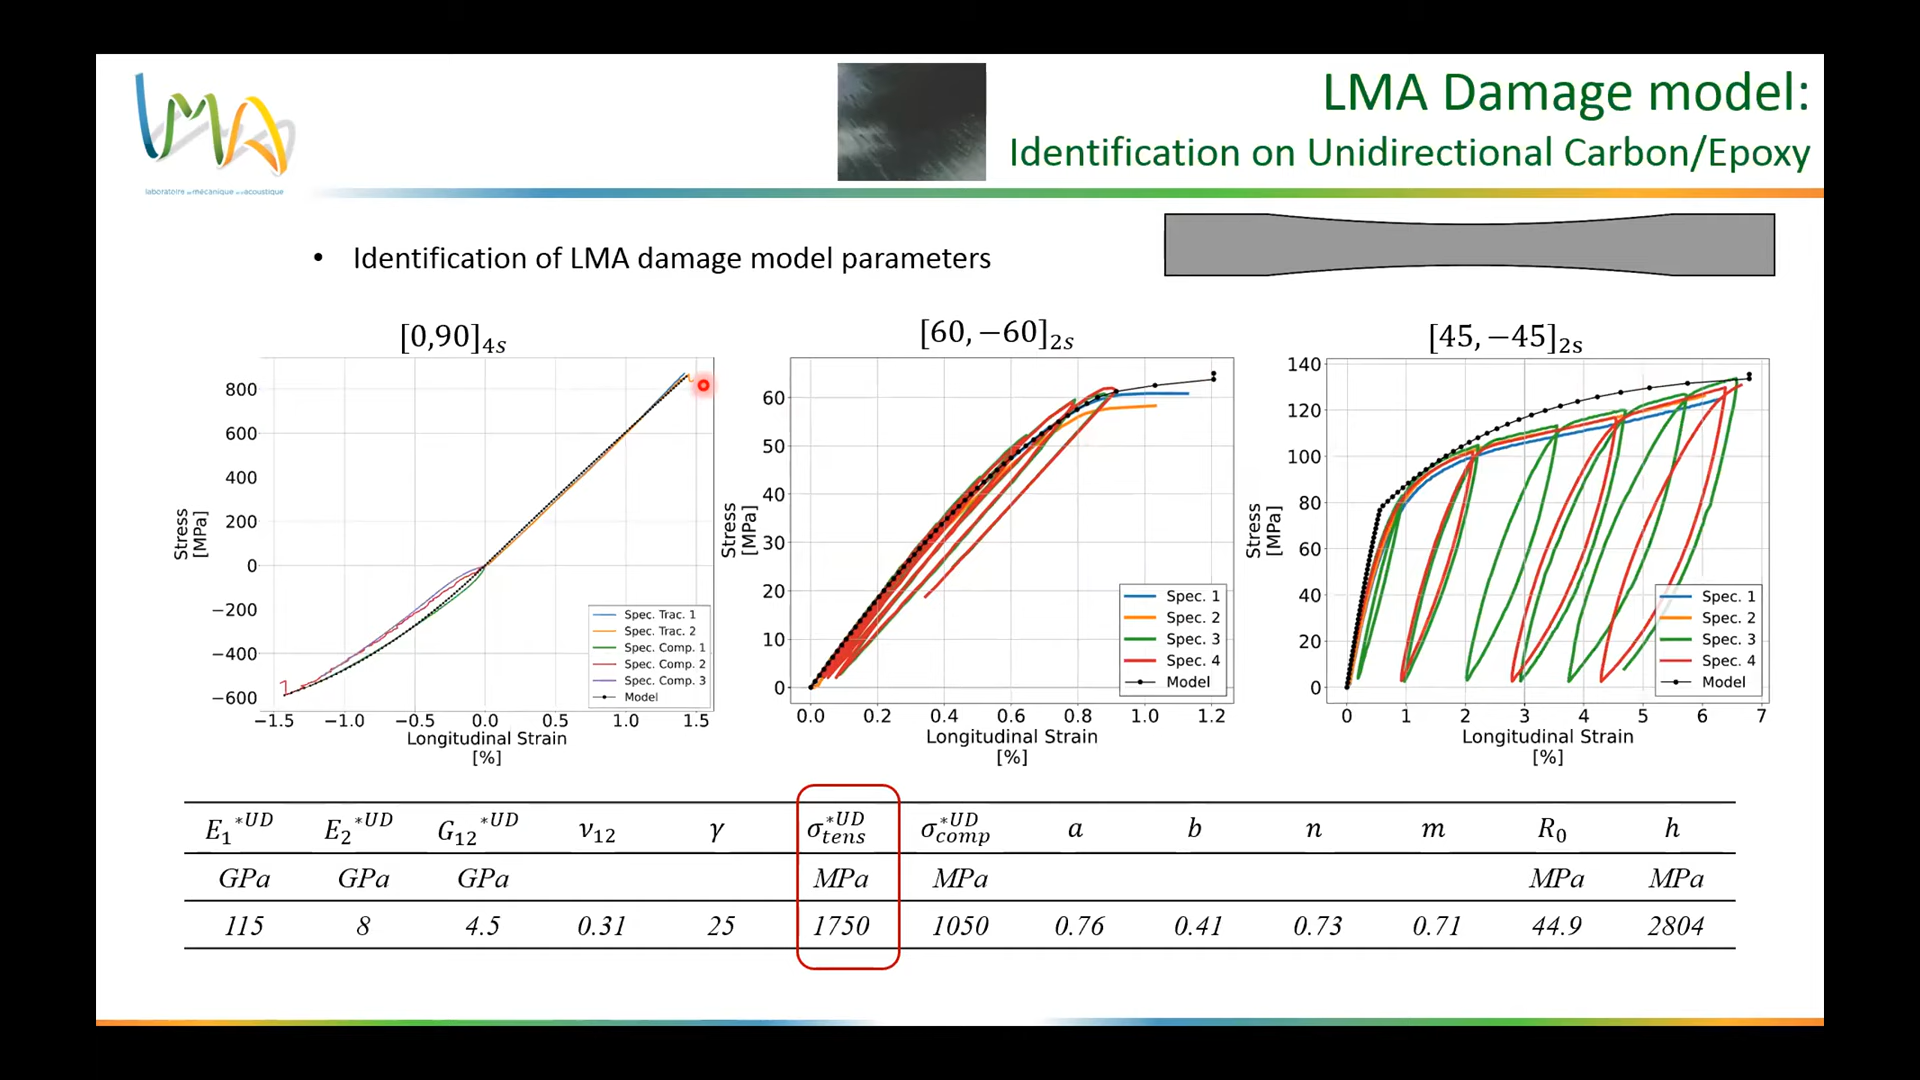 LMA
laboratoire de mécanique et d'acoustique
LMA Damage model:
Identification on Unidirectional Carbon/Epoxy
• Identification of LMA damage model parameters
[0,90]4s
800
600
400
200
0
−200
−400
−600
−1.5 −1.0 −0.5 0.0 0.5 1.0 1.5
Stress
[MPa]
Longitudinal Strain
[%]
Spec. Trac. 1
Spec. Trac. 2
Spec. Comp. 1
Spec. Comp. 2
Spec. Comp. 3
Model
[60,−60]2s
60
50
40
30
20
10
0
0.0 0.2 0.4 0.6 0.8 1.0 1.2
Stress
[MPa]
Longitudinal Strain
[%]
Spec. 1
Spec. 2
Spec. 3
Spec. 4
Model
[45,−45]2s
140
120
100
80
60
40
20
0
0 1 2 3 4 5 6 7
Stress
[MPa]
Longitudinal Strain
[%]
Spec. 1
Spec. 2
Spec. 3
Spec. 4
Model
E1*UD E2*UD G12*UD ν12 γ σtens*UD σcomp*UD a b n m R0 h
GPa GPa GPa MPa MPa MPa MPa
115 8 4.5 0.31 25 1750 1050 0.76 0.41 0.73 0.71 44.9 2804